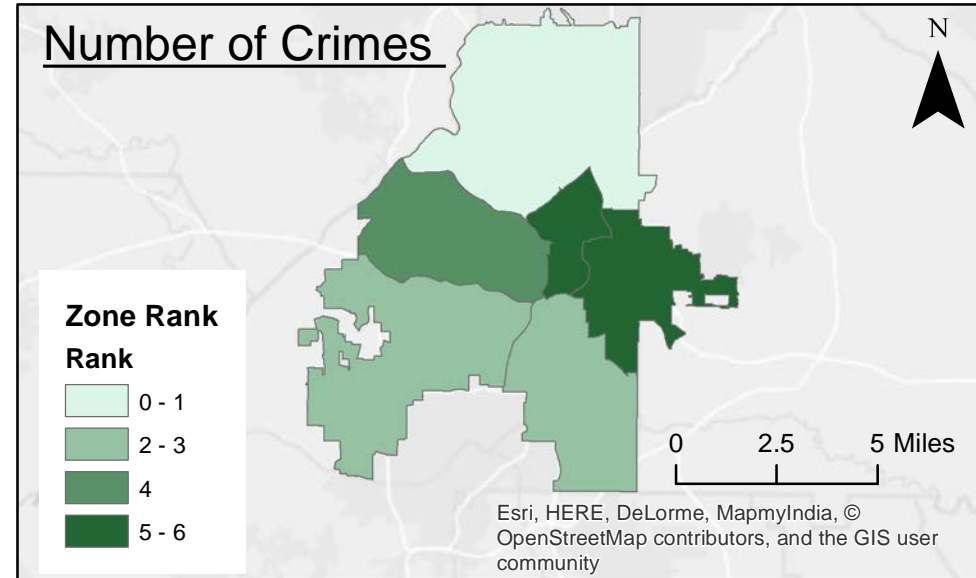 Number of Crimes
N
Zone Rank
Rank
0 - 1
2 - 3
4
5 - 6
0 2.5 5 Miles
Esri, HERE, DeLorme, MapmyIndia, ©
OpenStreetMap contributors, and the GIS user
community